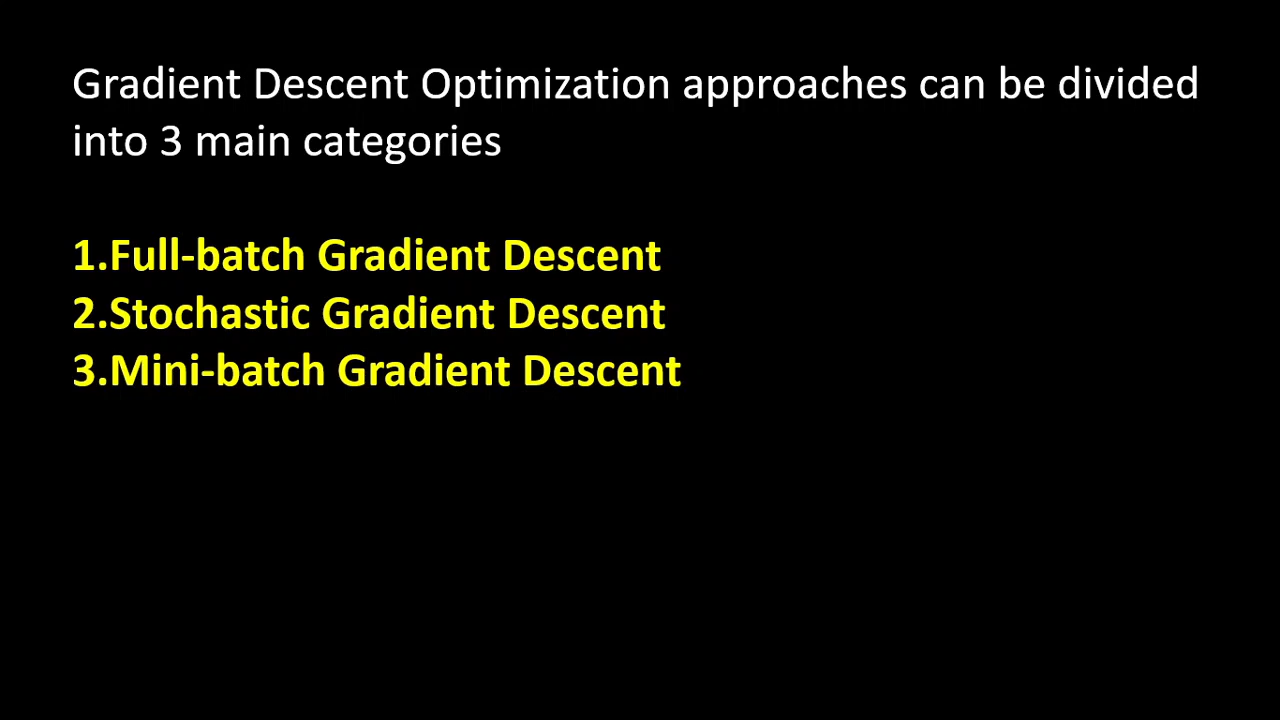 Gradient Descent Optimization approaches can be divided
into 3 main categories
1.Full-batch Gradient Descent
2.Stochastic Gradient Descent
3.Mini-batch Gradient Descent